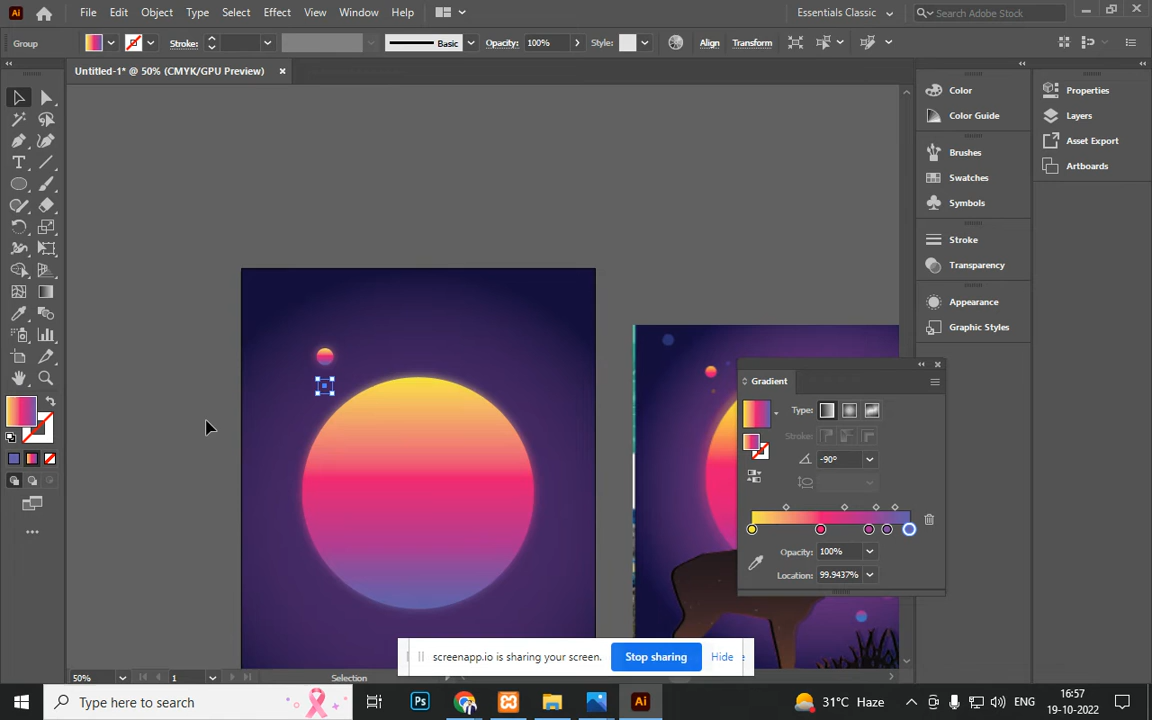 Ai File Edit Object Type Select Effect View Window Help Essentials Classic Search Adobe Stock
Group Stroke: Basic Opacity: 100% Style: Align Transform
Untitled-1* @ 50% (CMYK/GPU Preview)
Color
Color Guide
Brushes
Swatches
Symbols
Stroke
Transparency
Appearance
Graphic Styles
Properties
Layers
Asset Export
Artboards
Gradient
Type:
Stroke:
-90°
Opacity: 100%
Location: 99.9437%
screenapp.io is sharing your screen. Stop sharing Hide
50% 1 Selection
Type here to search Ps Ai 31°C Haze ENG 16:57
19-10-2022